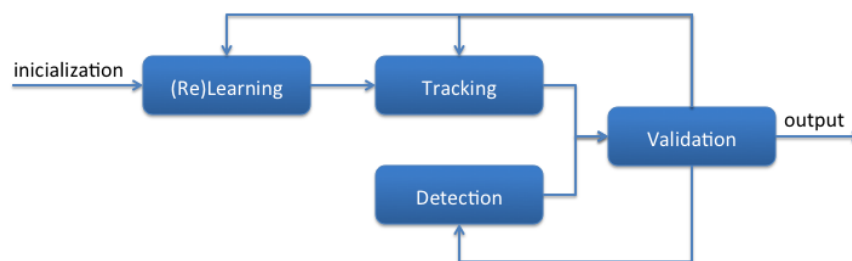 inicialization
(Re)Learning
Tracking
Validation
output
Detection